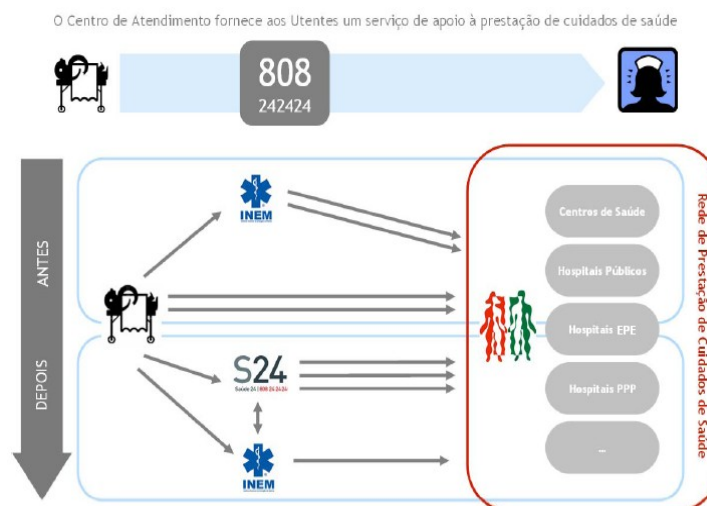 O Centro de Atendimento fornece aos Utentes um serviço de apoio à prestação de cuidados de saúde
808
242424
ANTES
DEPOIS
INEM
S24
Saúde 24 | 808 24 24 24
INEM
Centros de Saúde
Hospitais Públicos
Hospitais EPE
Hospitais PPP
...
Rede de Prestação de Cuidados de Saúde